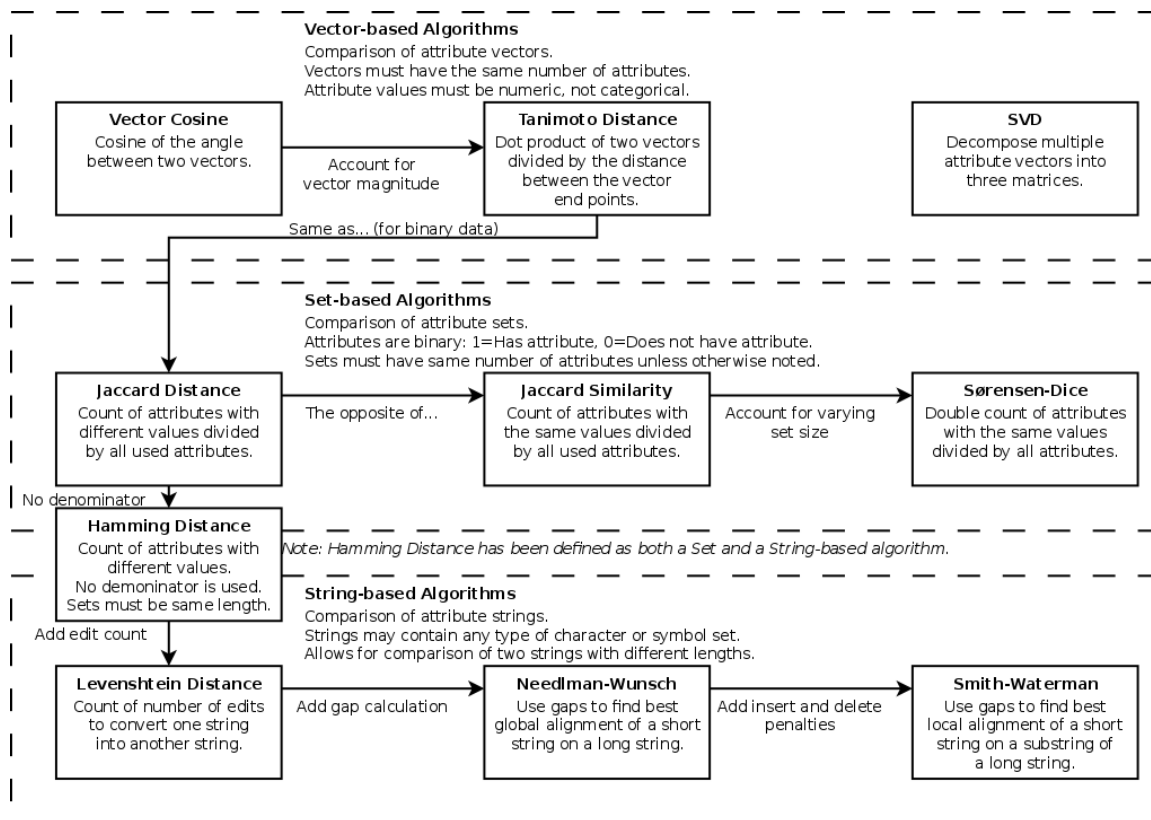 Vector-based Algorithms
Comparison of attribute vectors.
Vectors must have the same number of attributes.
Attribute values must be numeric, not categorical.
Vector Cosine
Cosine of the angle
between two vectors.
Account for
vector magnitude
Tanimoto Distance
Dot product of two vectors
divided by the distance
between the vector
end points.
SVD
Decompose multiple
attribute vectors into
three matrices.
Same as... (for binary data)
Set-based Algorithms
Comparison of attribute sets.
Attributes are binary: 1=Has attribute, 0=Does not have attribute.
Sets must have same number of attributes unless otherwise noted.
Jaccard Distance
Count of attributes with
different values divided
by all used attributes.
The opposite of...
Jaccard Similarity
Count of attributes with
the same values divided
by all used attributes.
Account for varying
set size
Sørensen-Dice
Double count of attributes
with the same values
divided by all attributes.
No denominator
Hamming Distance
Count of attributes with
different values.
No demoninator is used.
Sets must be same length.
Note: Hamming Distance has been defined as both a Set and a String-based algorithm.
String-based Algorithms
Comparison of attribute strings.
Strings may contain any type of character or symbol set.
Allows for comparison of two strings with different lengths.
Add edit count
Levenshtein Distance
Count of number of edits
to convert one string
into another string.
Add gap calculation
Needlman-Wunsch
Use gaps to find best
global alignment of a short
string on a long string.
Add insert and delete
penalties
Smith-Waterman
Use gaps to find best
local alignment of a short
string on a substring of
a long string.